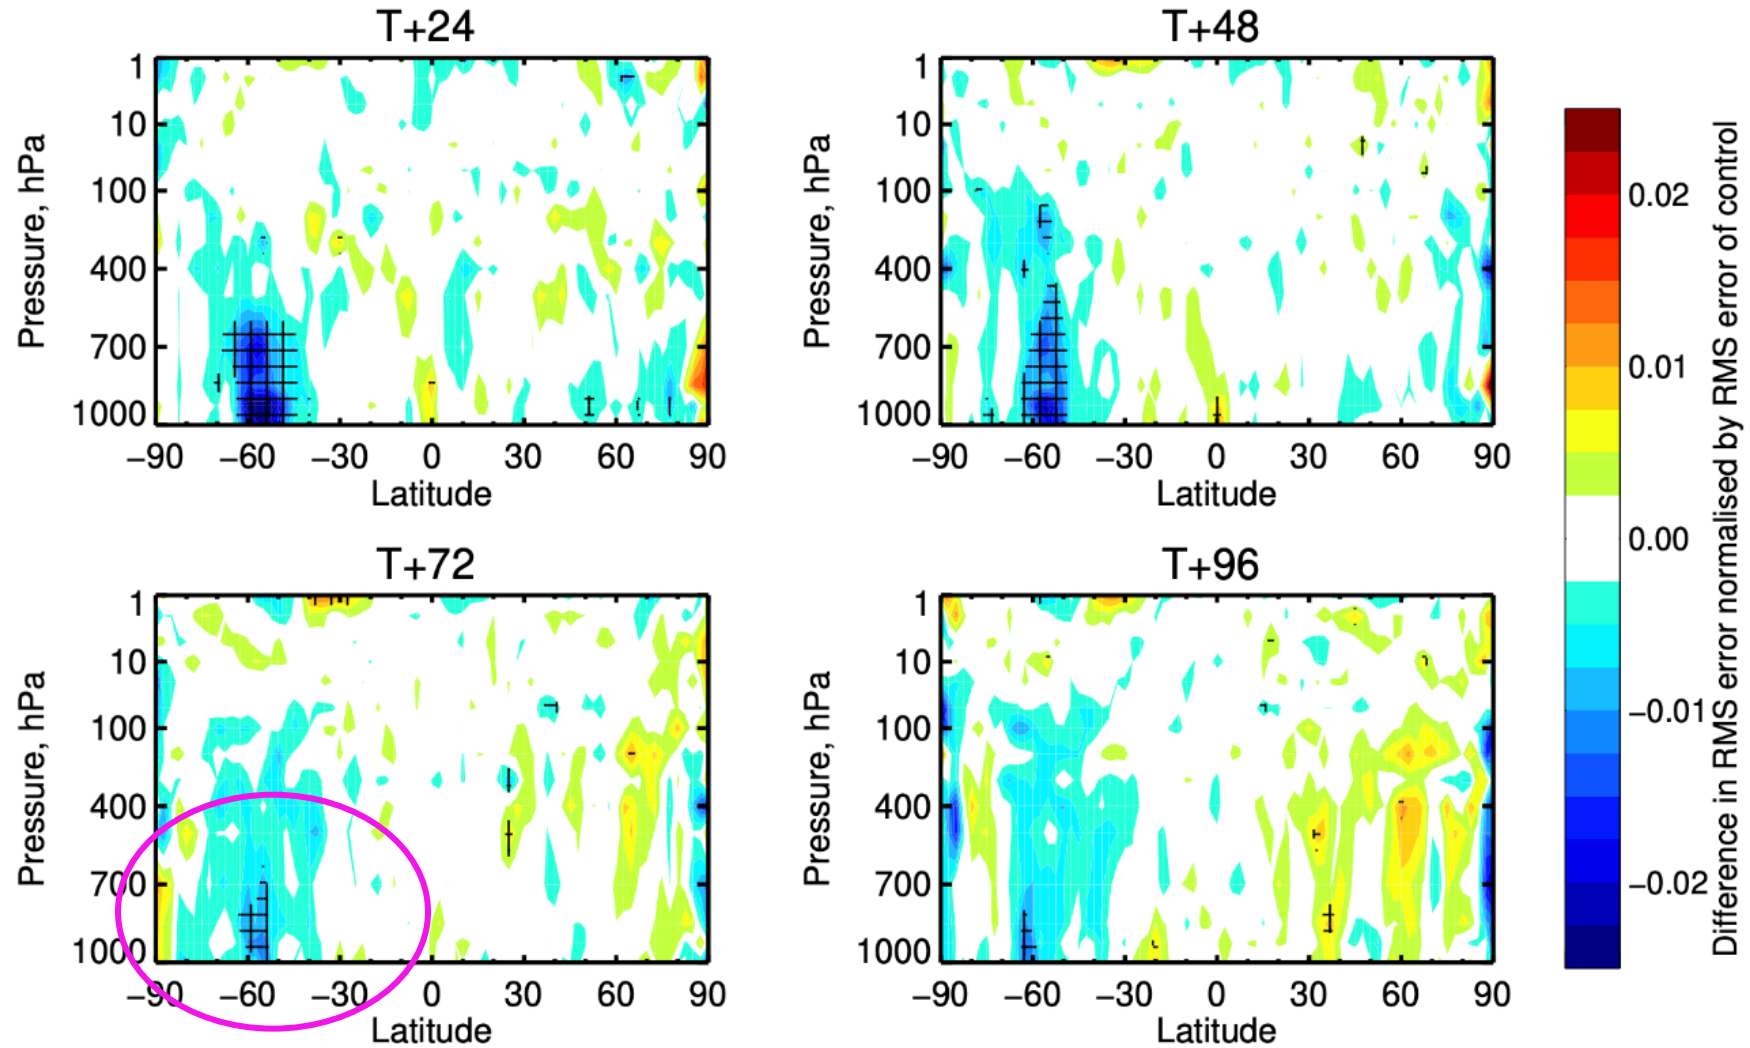 T+24
1
10
100
400
700
1000
Pressure, hPa
−90 −60 −30 0 30 60 90
Latitude
T+48
1
10
100
400
700
1000
Pressure, hPa
−90 −60 −30 0 30 60 90
Latitude
T+72
1
10
100
400
700
1000
Pressure, hPa
−90 −60 −30 0 30 60 90
Latitude
T+96
1
10
100
400
700
1000
Pressure, hPa
−90 −60 −30 0 30 60 90
Latitude
0.02
0.01
0.00
−0.01
−0.02
Difference in RMS error normalised by RMS error of control